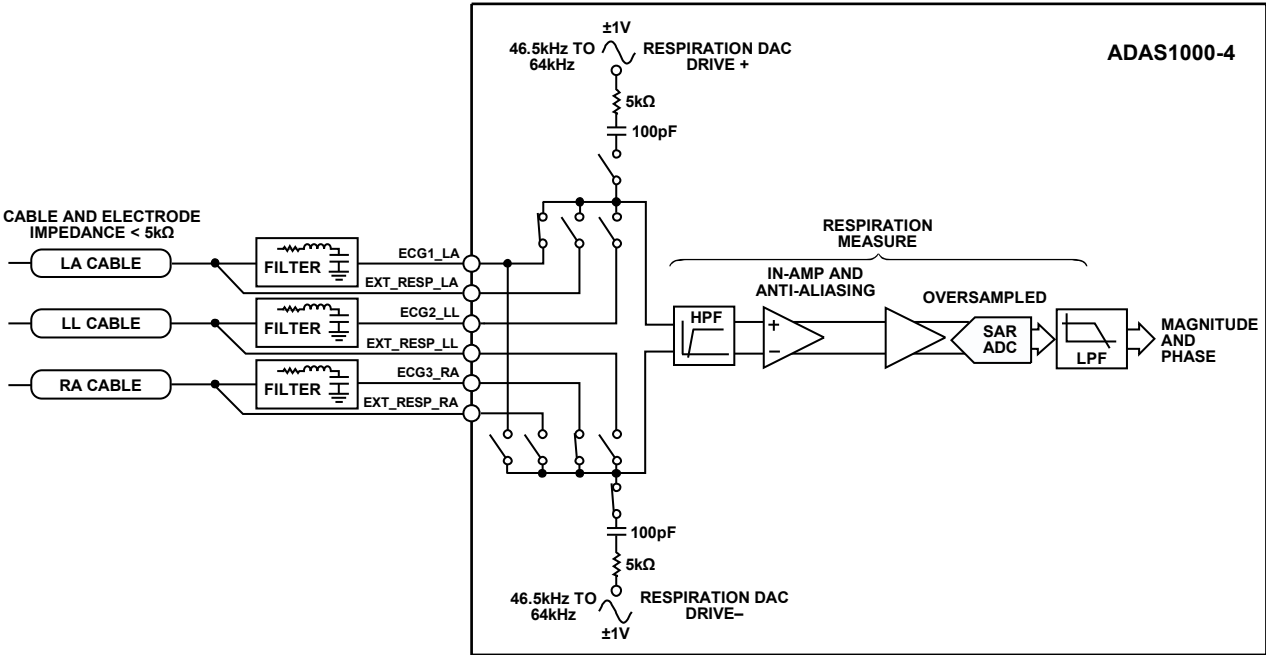 ±1V
46.5kHz TO
64kHz
RESPIRATION DAC
DRIVE +
ADAS1000-4
5kΩ
100pF
CABLE AND ELECTRODE
IMPEDANCE < 5kΩ
LA CABLE
FILTER
ECG1_LA
EXT_RESP_LA
LL CABLE
FILTER
ECG2_LL
EXT_RESP_LL
RA CABLE
FILTER
ECG3_RA
EXT_RESP_RA
RESPIRATION
MEASURE
IN-AMP AND
ANTI-ALIASING
OVERSAMPLED
HPF
+
−
SAR
ADC
LPF
MAGNITUDE
AND
PHASE
100pF
5kΩ
46.5kHz TO
64kHz
RESPIRATION DAC
DRIVE–
±1V